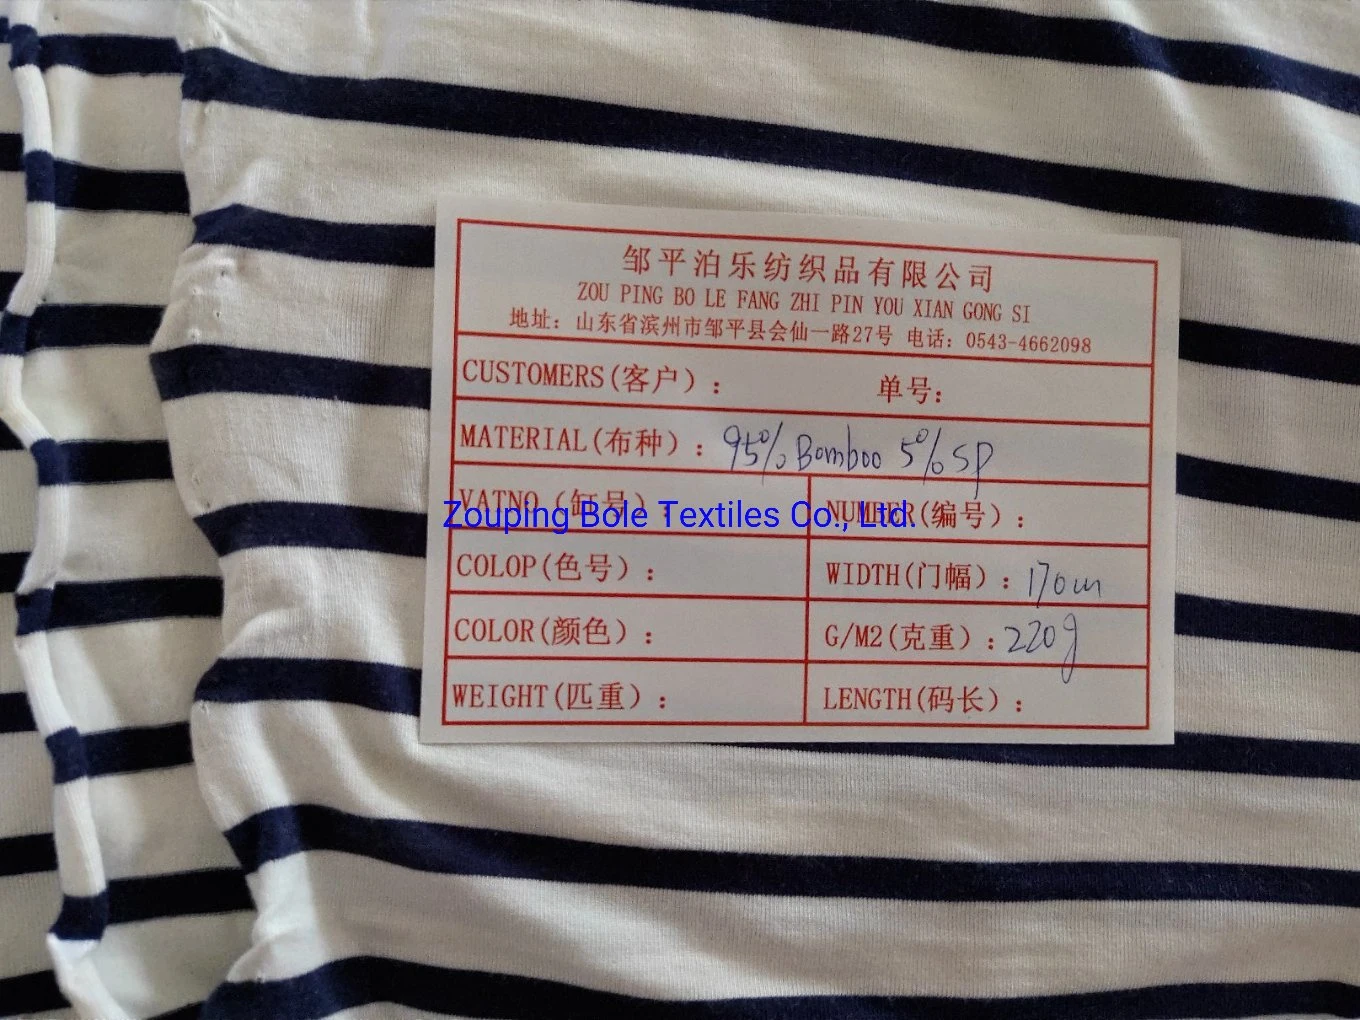 邹平泊乐纺织品有限公司
ZOU PING BO LE FANG ZHI PIN YOU XIAN GONG SI
地址：山东省滨州市邹平县会仙一路27号 电话：0543-4662098
CUSTOMERS(客户)： 单号：
MATERIAL(布种)：95% Bamboo 5% SP
VATNO (缸号)： NUMBER(编号)：
Zouping Bole Textiles Co., Ltd.
COLOP(色号)： WIDTH(门幅)：170cm
COLOR(颜色)： G/M2(克重)：220g
WEIGHT(匹重)： LENGTH(码长)：